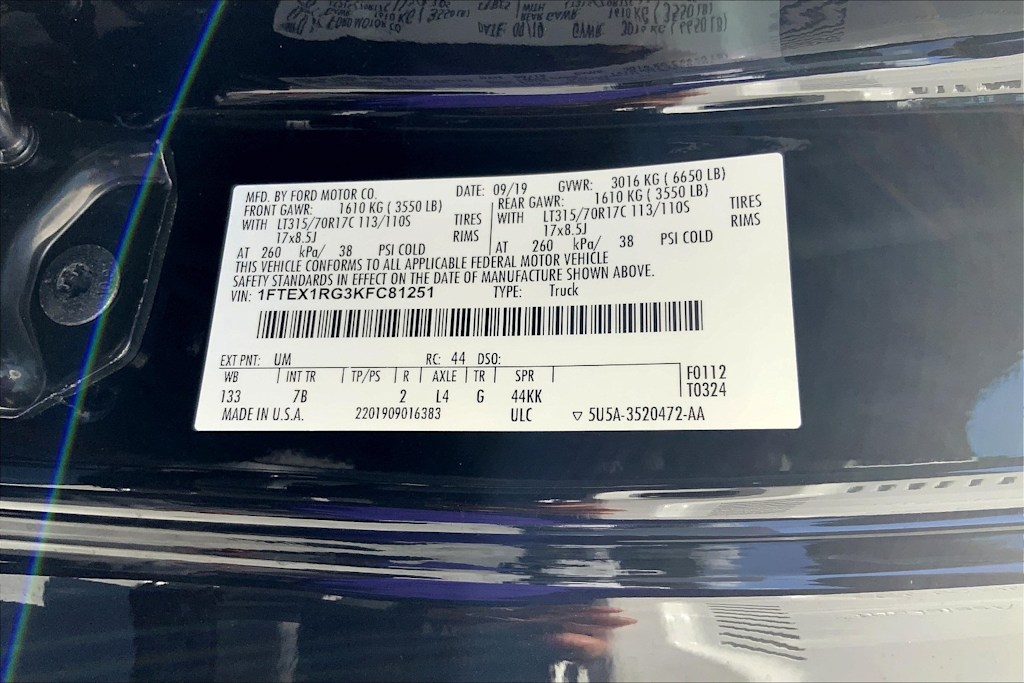 MFD. BY FORD MOTOR CO. DATE: 09/19 GVWR: 3016 KG ( 6650 LB)
FRONT GAWR: 1610 KG ( 3550 LB) REAR GAWR: 1610 KG ( 3550 LB)
WITH LT315/70R17C 113/110S TIRES WITH LT315/70R17C 113/110S TIRES
17x8.5J RIMS 17x8.5J RIMS
AT 260 kPa/ 38 PSI COLD AT 260 kPa/ 38 PSI COLD
THIS VEHICLE CONFORMS TO ALL APPLICABLE FEDERAL MOTOR VEHICLE
SAFETY STANDARDS IN EFFECT ON THE DATE OF MANUFACTURE SHOWN ABOVE.
VIN: 1FTEX1RG3KFC81251 TYPE: Truck
EXT PNT: UM RC: 44 DSO:
WB INT TR TP/PS R AXLE TR SPR F0112
133 7B 2 L4 G 44KK T0324
MADE IN U.S.A. 2201909016383 ULC ▽ 5U5A-3520472-AA